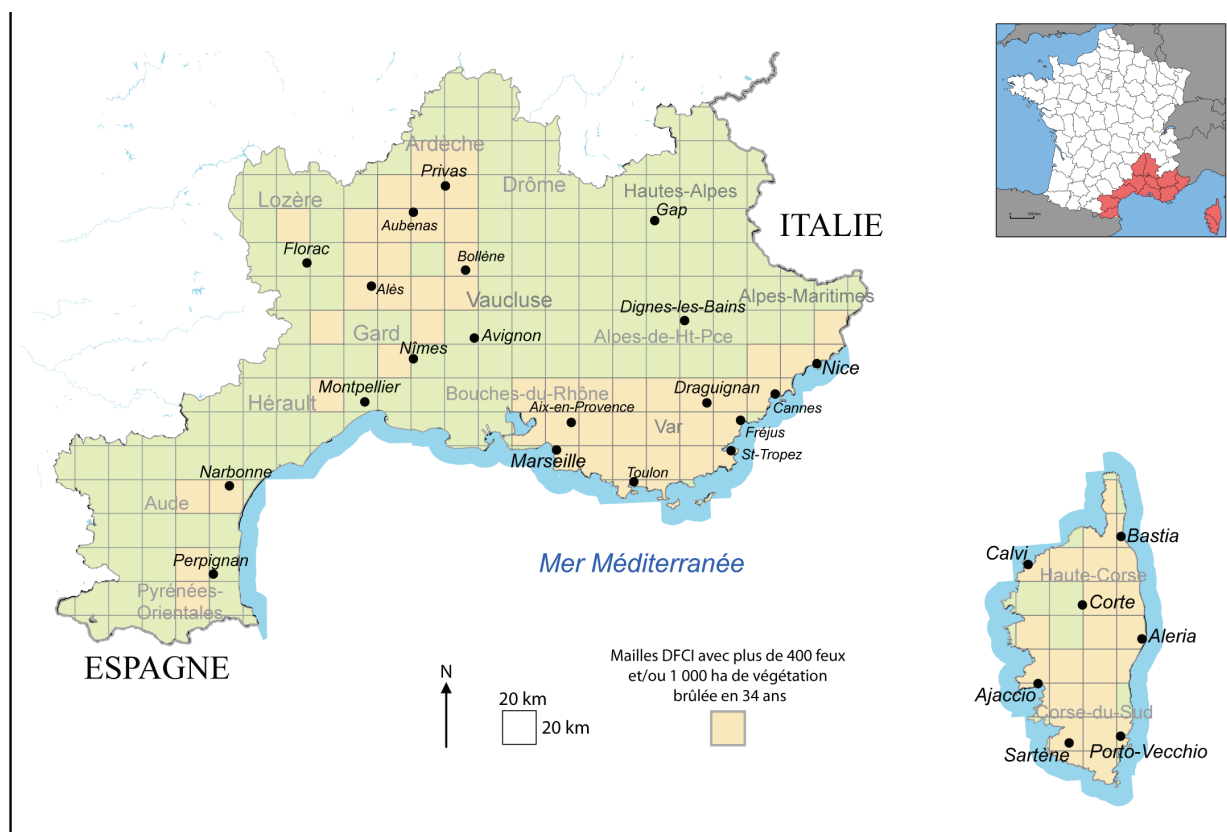 Ardèche
Privas
Drôme
Lozère
Hautes-Alpes
Gap
Aubenas
ITALIE
Florac
Bollène
Alès
Vaucluse
Alpes-Maritimes
Dignes-les-Bains
Gard
Avignon
Alpes-de-Ht-Pce
Nîmes
Nice
Montpellier
Bouches-du-Rhône
Draguignan
Hérault
Aix-en-Provence
Cannes
Var
Fréjus
Marseille
St-Tropez
Narbonne
Toulon
Aude
Perpignan
Mer Méditerranée
Pyrénées-
Orientales
ESPAGNE
Bastia
Calvi
Haute-Corse
Corte
Aleria
Ajaccio
Corse-du-Sud
Sartène
Porto-Vecchio
N
20 km
20 km
Mailles DFCI avec plus de 400 feux
et/ou 1 000 ha de végétation
brûlée en 34 ans